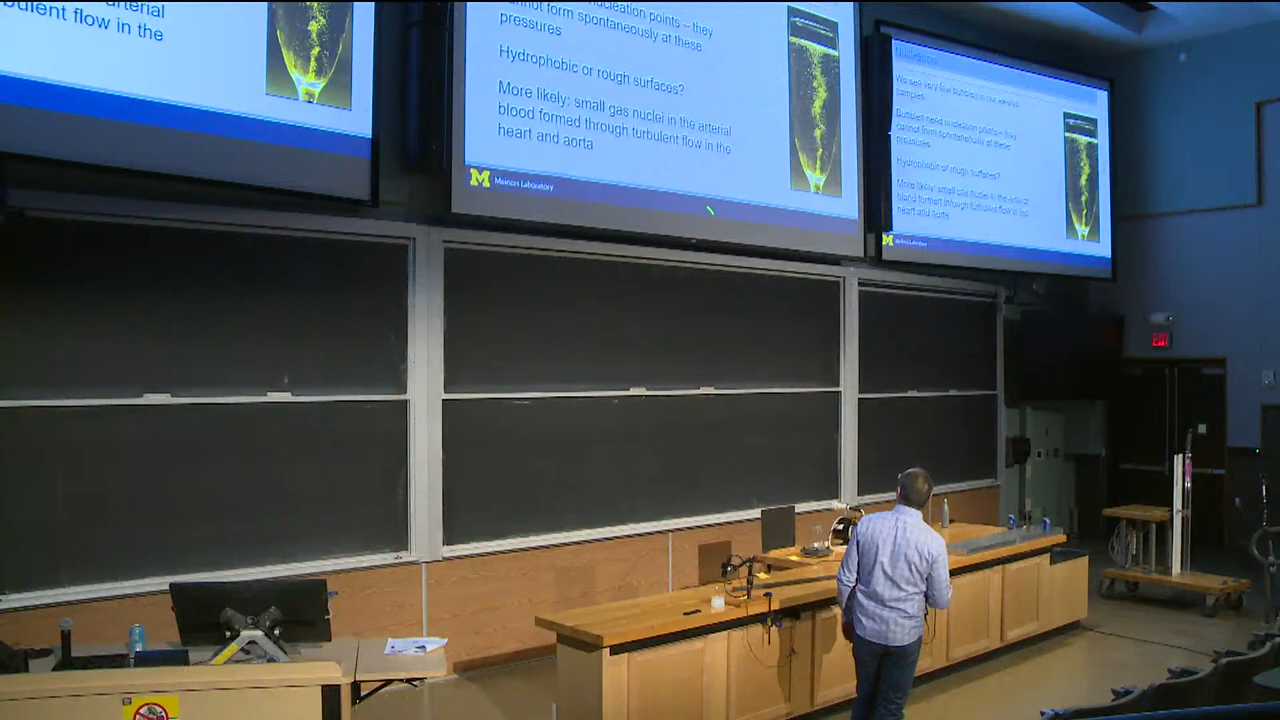 arterial
bulent flow in the
nucleation points – they
cannot form spontaneously at these
pressures
Hydrophobic or rough surfaces?
More likely: small gas nuclei in the arterial
blood formed through turbulent flow in the
heart and aorta
M Mainzas Laboratory
Nucleation
We see very few bubbles in our
samples
Bubbles need nucleation points – they
cannot form spontaneously at these
pressures
Hydrophobic or rough surfaces?
More likely: small gas nuclei in the arterial
blood formed through turbulent flow in the
heart and aorta
M
EXIT